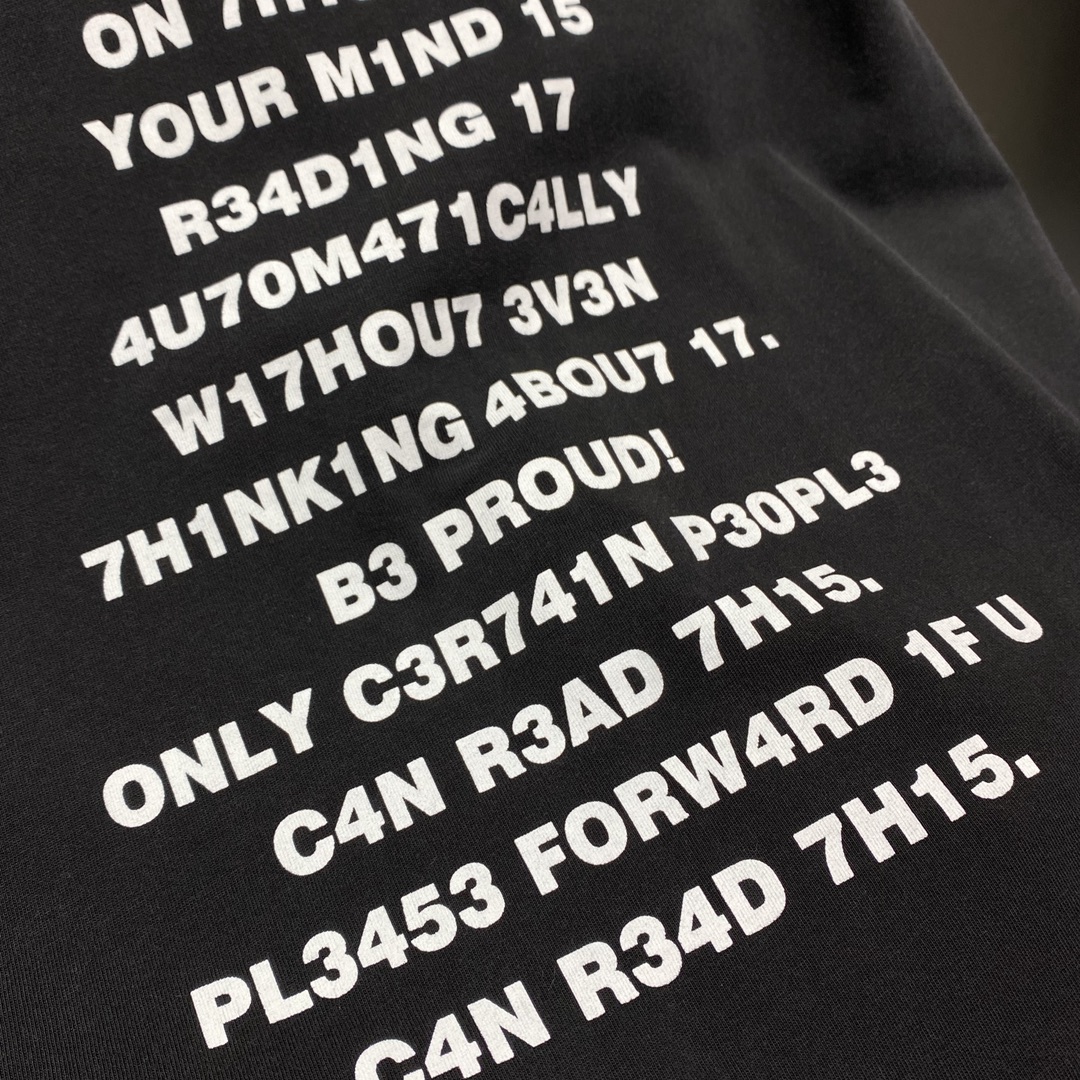 ON
YOUR M1ND 15
R34D1NG 17
4U70M471C4LLY
W17HOU7 3V3N
7H1NK1NG 4BOU7 17.
B3 PROUD!
ONLY C3R741N P30PL3
C4N R3AD 7H15.
PL3453 FORW4RD 1F U
C4N R34D 7H15.